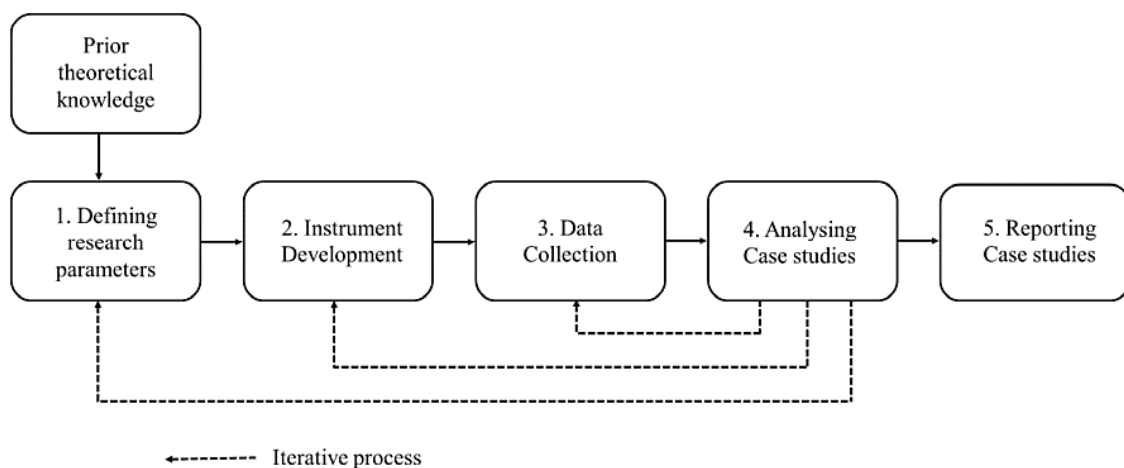 Prior
theoretical
knowledge
1. Defining
research
parameters
2. Instrument
Development
3. Data
Collection
4. Analysing
Case studies
5. Reporting
Case studies
Iterative process